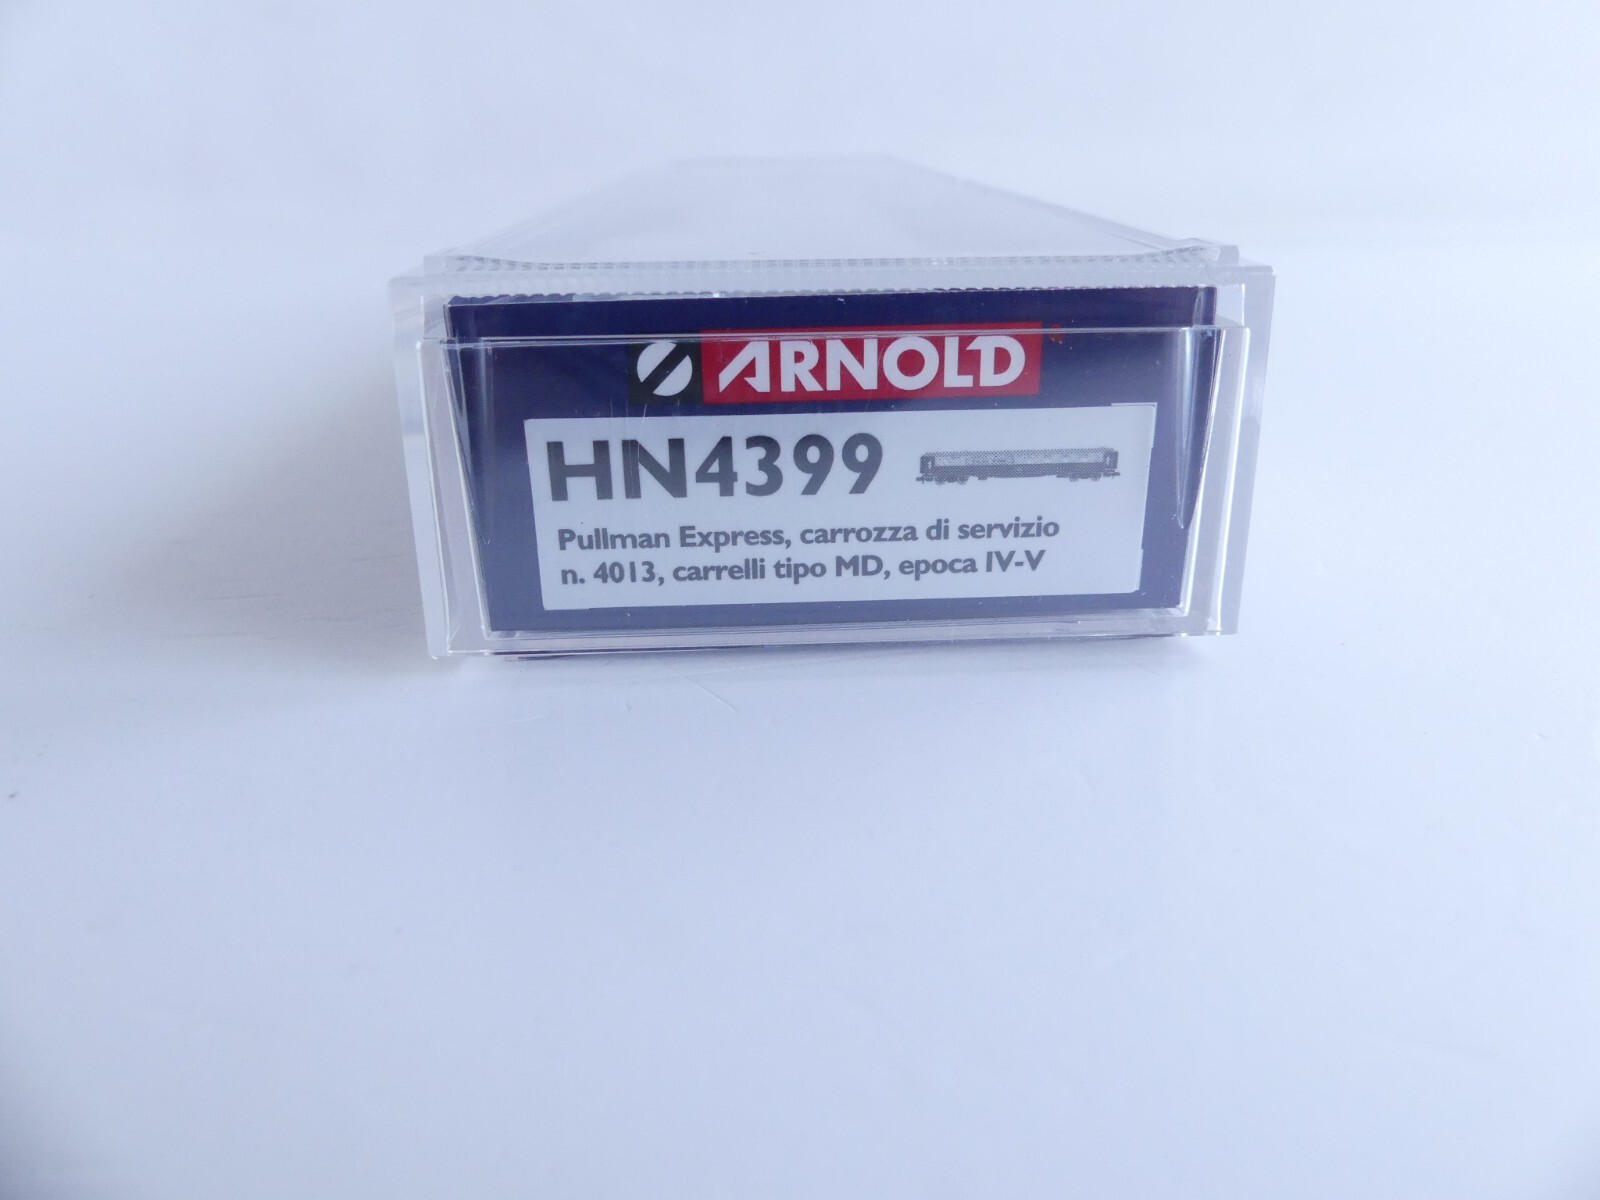 ARNOLD
HN4399
Pullman Express, carrozza di servizio
n. 4013, carrelli tipo MD, epoca IV-V